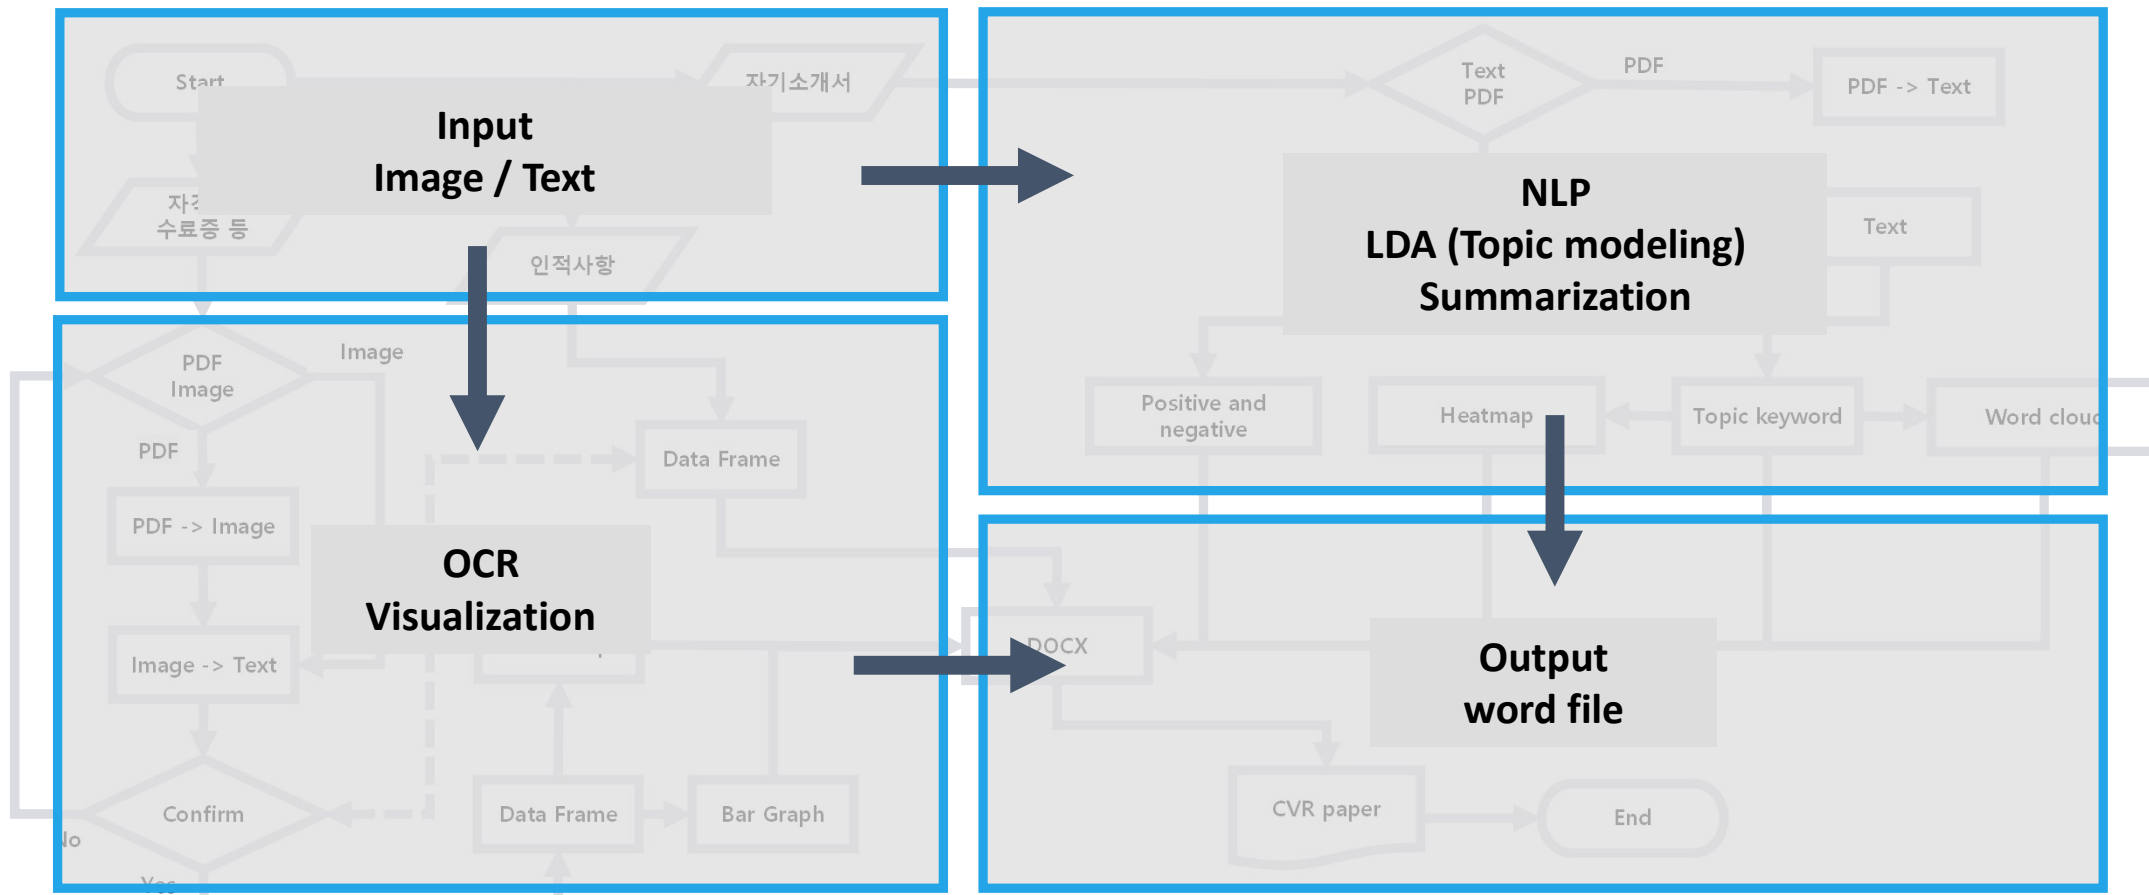 Start
자기소개서
Input
Image / Text
수료증 등
인적사항
Text
PDF
PDF
PDF -> Text
NLP
LDA (Topic modeling)
Summarization
Text
Positive and
negative
Heatmap
Topic keyword
Word cloud
PDF
Image
Image
PDF
Data Frame
PDF -> Image
OCR
Visualization
Image -> Text
Confirm
No
Yes
Data Frame
Bar Graph
DOCX
Output
word file
CVR paper
End